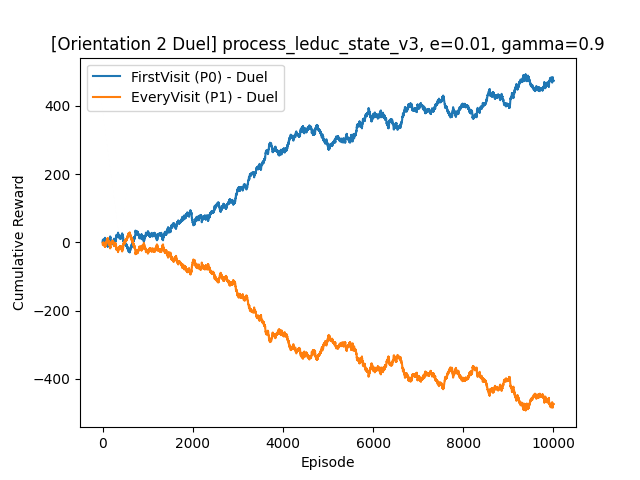 [Orientation 2 Duel] process_leduc_state_v3, e=0.01, gamma=0.9
FirstVisit (P0) - Duel
EveryVisit (P1) - Duel
400
200
0
−200
−400
Cumulative Reward
0 2000 4000 6000 8000 10000
Episode